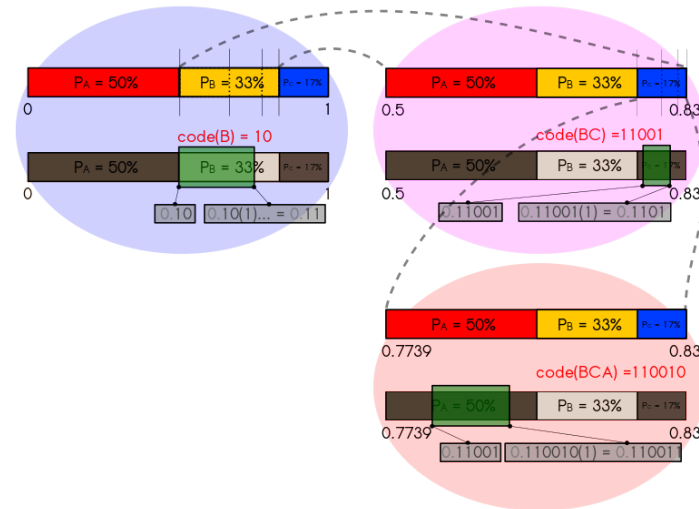 PA = 50% PB = 33% PC = 17%
0 1
code(B) = 10
PA = 50% PB = 33% PC = 17%
0 1
0.10 0.10(1)... = 0.11
PA = 50% PB = 33% PC = 17%
0.5 0.83
code(BC) =11001
PA = 50% PB = 33% PC = 17%
0.5 0.83
0.11001 0.11001(1) = 0.1101
PA = 50% PB = 33% PC = 17%
0.7739 0.83
code(BCA) =110010
PA = 50% PB = 33% PC = 17%
0.7739 0.83
0.11001 0.110010(1) = 0.110011